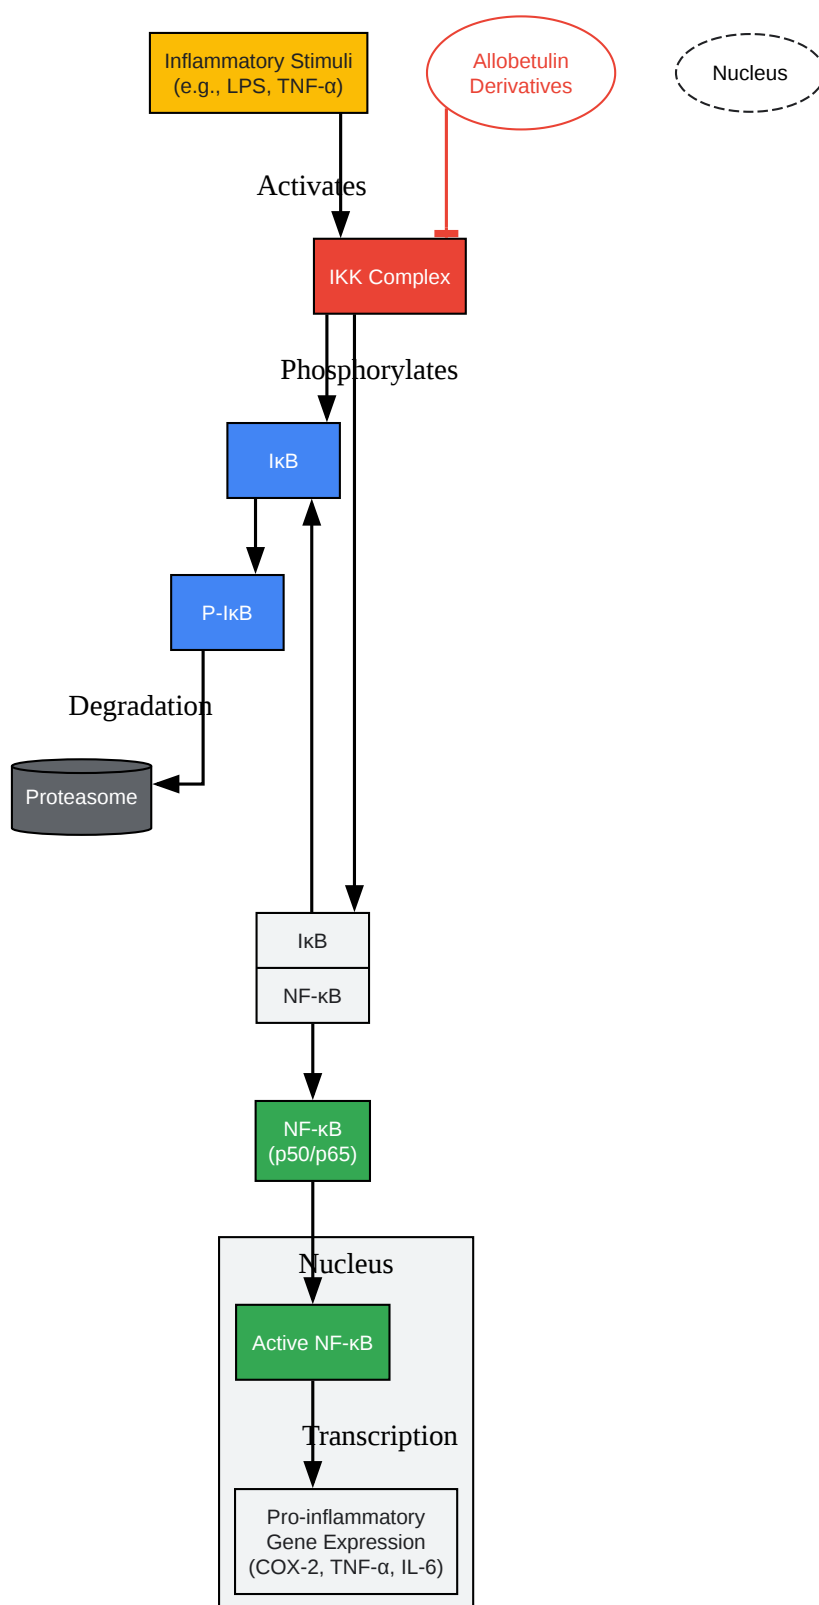 Inflammatory Stimuli
(e.g., LPS, TNF-α)
Allobetulin
Derivatives
Nucleus
Activates
IKK Complex
Phosphorylates
IκB
P-IκB
Degradation
Proteasome
IκB
NF-κB
NF-κB
(p50/p65)
Nucleus
Active NF-κB
Transcription
Pro-inflammatory
Gene Expression
(COX-2, TNF-α, IL-6)